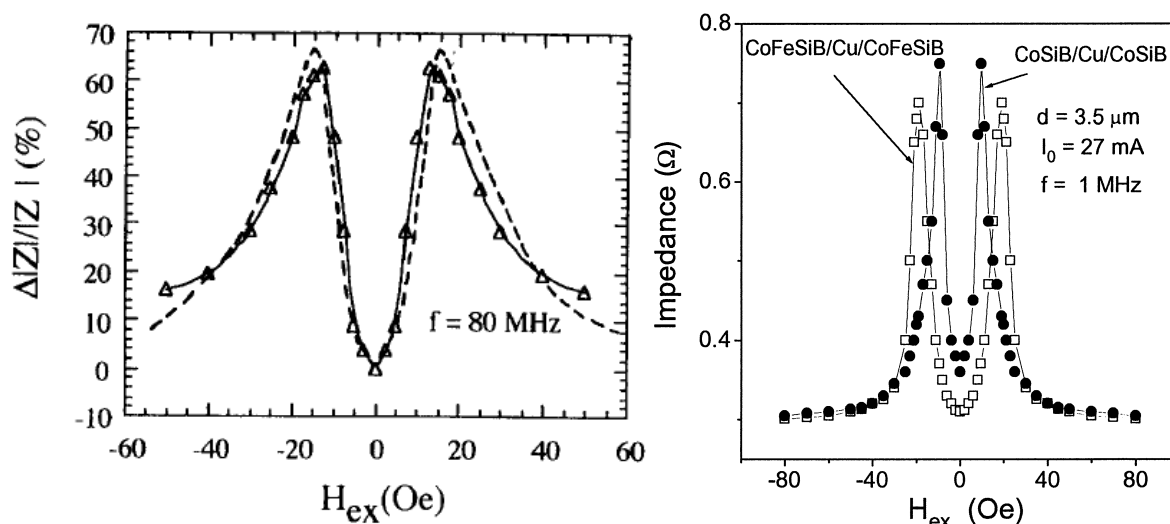 70
60
50
40
30
20
10
0
-10
-60
-40
-20
0
20
40
60
Δ|Z|/|Z | (%)
H_ex(Oe)
f = 80 MHz
0.8
0.6
0.4
-80
-40
0
40
80
Impedance (Ω)
H_ex (Oe)
CoFeSiB/Cu/CoFeSiB
CoSiB/Cu/CoSiB
d = 3.5 μm
I_0 = 27 mA
f = 1 MHz